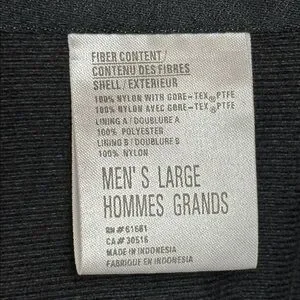 FIBER CONTENT/
CONTENU DES FIBRES
SHELL/EXTERIEUR
100% NYLON WITH GORE-TEX® PTFE
100% NYLON AVEC GORE-TEX® PTFE
LINING A/DOUBLURE A
100% POLYESTER
LINING B/DOUBLURE B
100% NYLON
MEN'S LARGE
HOMMES GRANDS
RN#61681
CA#30516
MADE IN INDONESIA
FABRIQUE EN INDONESIA